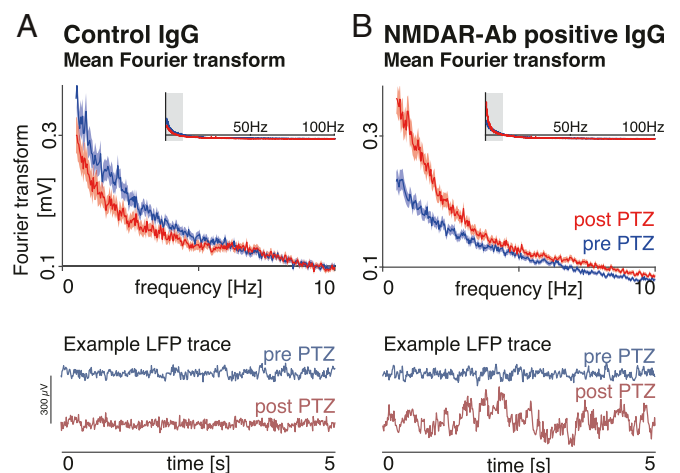 A Control IgG
Mean Fourier transform
0.3
0.1
Fourier transform
[mV]
50Hz 100Hz
0 frequency [Hz] 10
Example LFP trace
pre PTZ
post PTZ
300 µV
0 time [s] 5
B NMDAR-Ab positive IgG
Mean Fourier transform
0.3
0.1
50Hz 100Hz
post PTZ
pre PTZ
0 frequency [Hz] 10
Example LFP trace
pre PTZ
post PTZ
0 time [s] 5